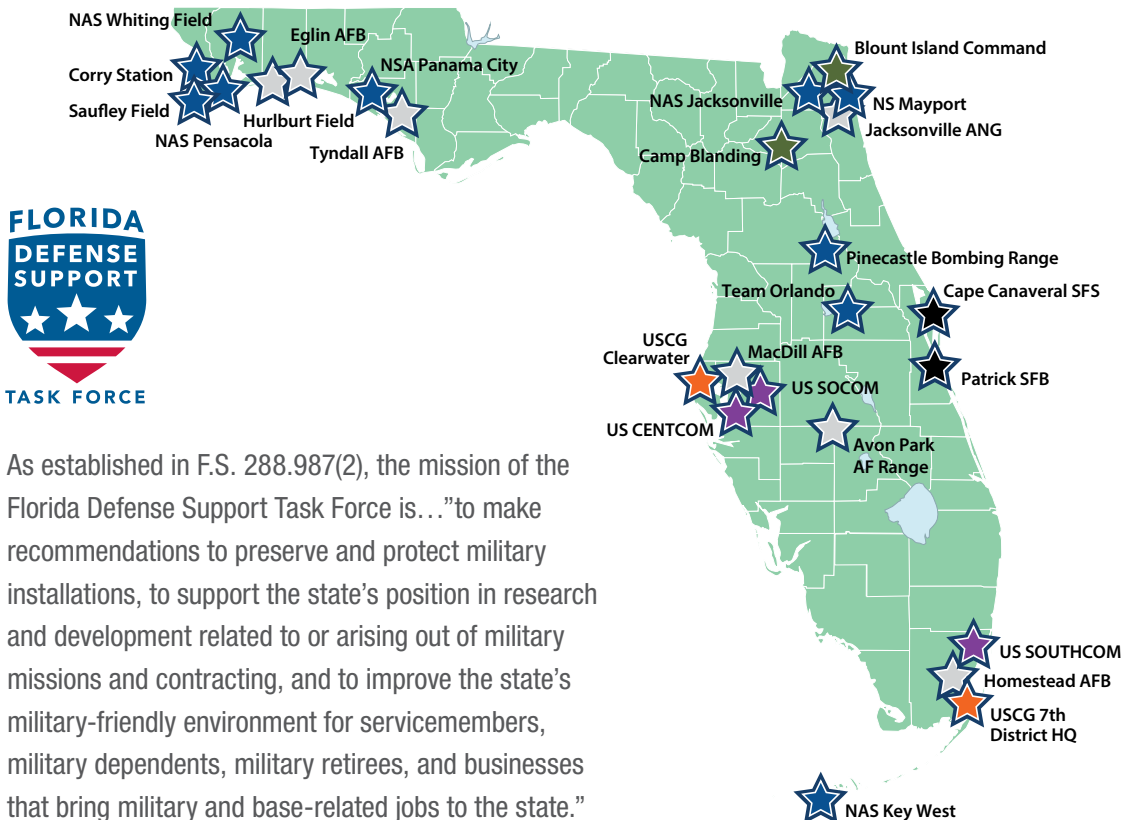 NAS Whiting Field
Eglin AFB
Corry Station
NSA Panama City
Saufley Field
Hurlburt Field
NAS Pensacola
Tyndall AFB
Blount Island Command
NAS Jacksonville
NS Mayport
Jacksonville ANG
Camp Blanding
FLORIDA
DEFENSE
SUPPORT
TASK FORCE
Pinecastle Bombing Range
Team Orlando
Cape Canaveral SFS
USCG
Clearwater
MacDill AFB
Patrick SFB
US SOCOM
US CENTCOM
Avon Park
AF Range
As established in F.S. 288.987(2), the mission of the
Florida Defense Support Task Force is…”to make
recommendations to preserve and protect military
installations, to support the state’s position in research
and development related to or arising out of military
missions and contracting, and to improve the state’s
military-friendly environment for servicemembers,
military dependents, military retirees, and businesses
that bring military and base-related jobs to the state.”
US SOUTHCOM
Homestead AFB
USCG 7th
District HQ
NAS Key West